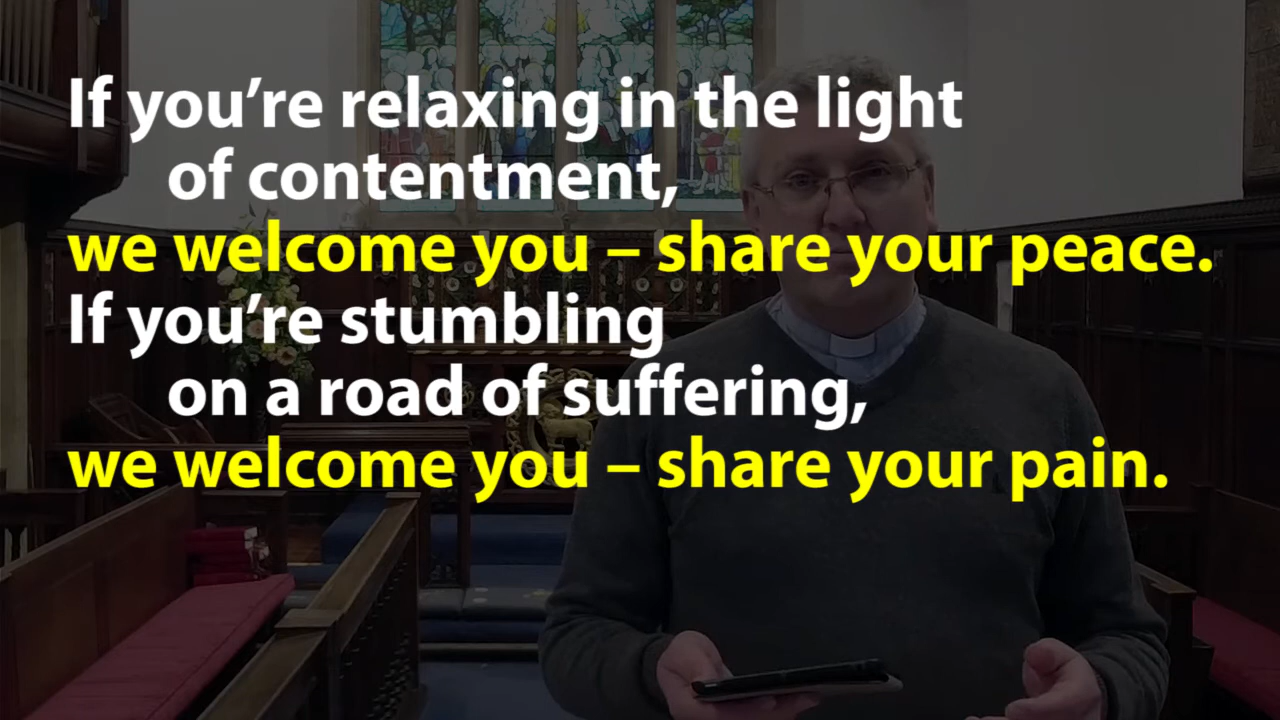 If you’re relaxing in the light
of contentment,
we welcome you – share your peace.
If you’re stumbling
on a road of suffering,
we welcome you – share your pain.